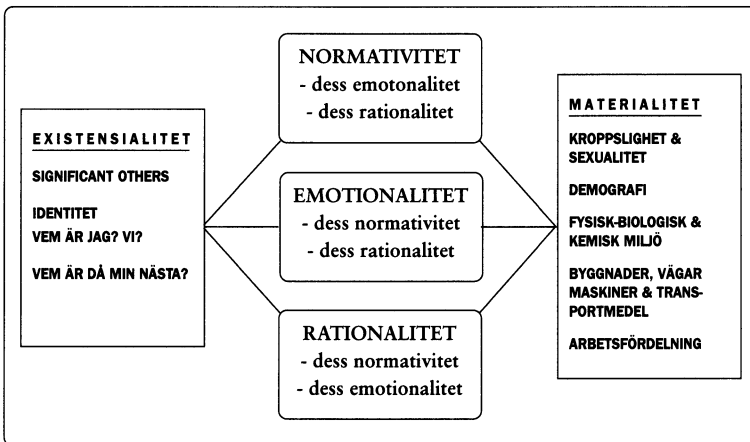 EXISTENSIALITET
SIGNIFICANT OTHERS
IDENTITET
VEM ÄR JAG? VI?
VEM ÄR DÅ MIN NÄSTA?
NORMATIVITET
- dess emotonalitet
- dess rationalitet
EMOTIONALITET
- dess normativitet
- dess rationalitet
RATIONALITET
- dess normativitet
- dess emotionalitet
MATERIALITET
KROPPSLIGHET &
SEXUALITET
DEMOGRAFI
FYSISK-BIOLOGISK &
KEMISK MILJÖ
BYGGNADER, VÄGAR
MASKINER & TRANS-
PORTMEDEL
ARBETSFÖRDELNING